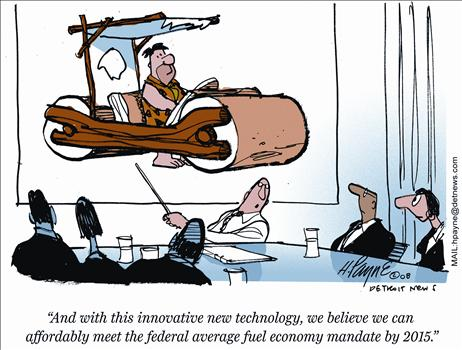 H. Payne ©08
DETROIT NEWS
MAIL:hpayne@detnews.com
“And with this innovative new technology, we believe we can
affordably meet the federal average fuel economy mandate by 2015.”